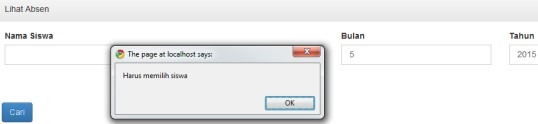 Lihat Absen
Nama Siswa
Bulan
Tahun
The page at localhost says:
5
2015
Harus memilih siswa
OK
Cari